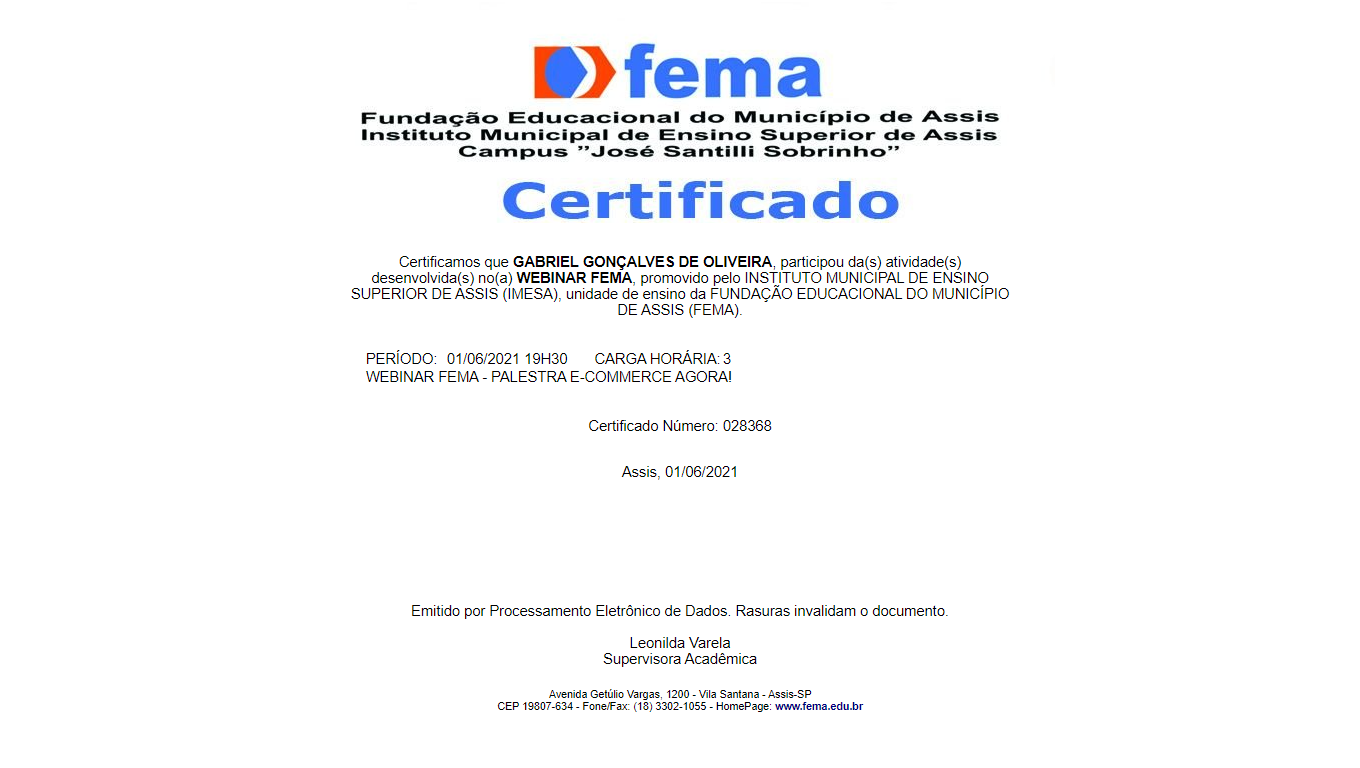 fema
Fundação Educacional do Município de Assis
Instituto Municipal de Ensino Superior de Assis
Campus "José Santilli Sobrinho"
Certificado
Certificamos que GABRIEL GONÇALVES DE OLIVEIRA, participou da(s) atividade(s)
desenvolvida(s) no(a) WEBINAR FEMA, promovido pelo INSTITUTO MUNICIPAL DE ENSINO
SUPERIOR DE ASSIS (IMESA), unidade de ensino da FUNDAÇÃO EDUCACIONAL DO MUNICÍPIO
DE ASSIS (FEMA).
PERÍODO: 01/06/2021 19H30 CARGA HORÁRIA: 3
WEBINAR FEMA - PALESTRA E-COMMERCE AGORA!
Certificado Número: 028368
Assis, 01/06/2021
Emitido por Processamento Eletrônico de Dados. Rasuras invalidam o documento.
Leonilda Varela
Supervisora Acadêmica
Avenida Getúlio Vargas, 1200 - Vila Santana - Assis-SP
CEP 19807-634 - Fone/Fax: (18) 3302-1055 - HomePage: www.fema.edu.br